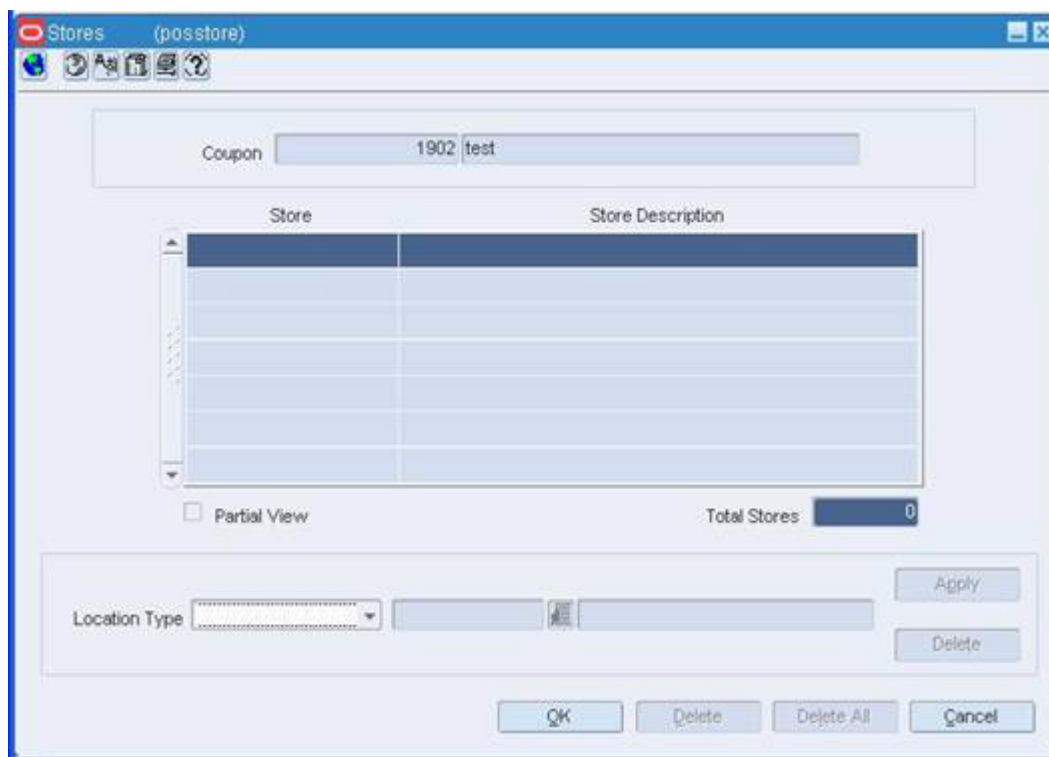 Stores (posstore)
Coupon 1902 test
Store Store Description
Partial View Total Stores 0
Apply
Location Type
Delete
OK Delete Delete All Cancel